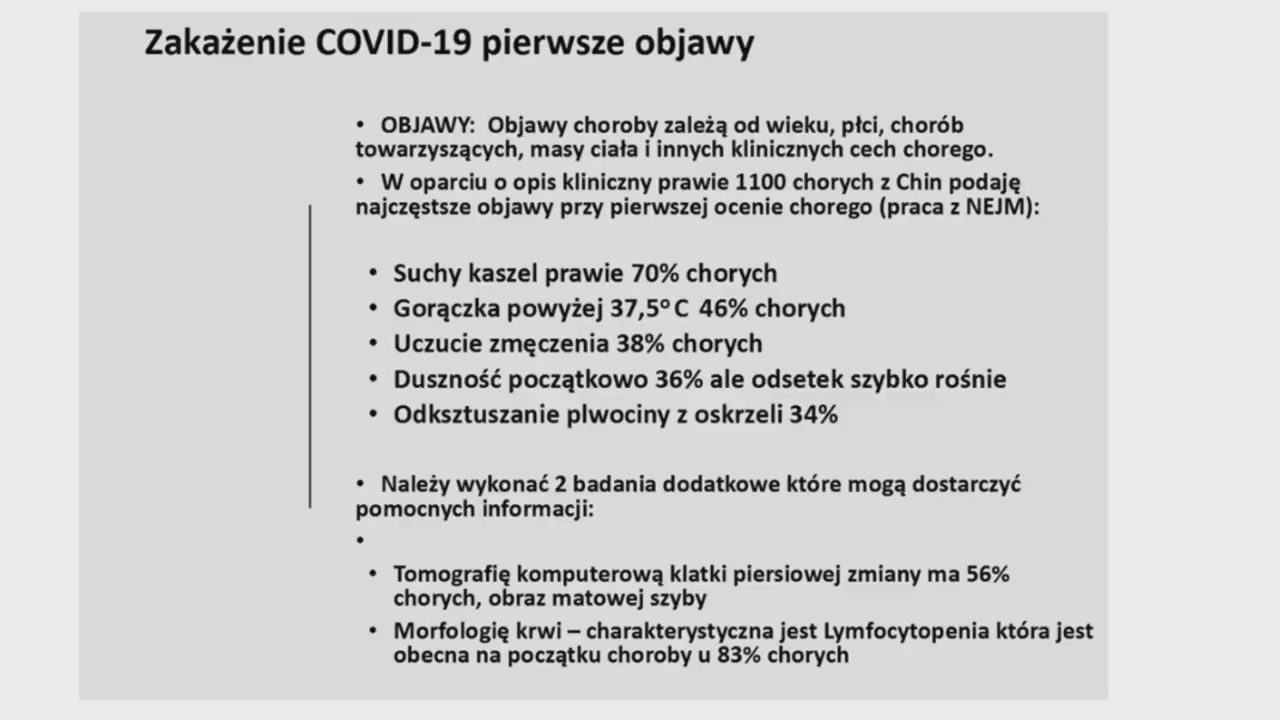 Zakażenie COVID-19 pierwsze objawy
• OBJAWY: Objawy choroby zależą od wieku, płci, chorób
towarzyszących, masy ciała i innych klinicznych cech chorego.
• W oparciu o opis kliniczny prawie 1100 chorych z Chin podaję
najczęstsze objawy przy pierwszej ocenie chorego (praca z NEJM):
• Suchy kaszel prawie 70% chorych
• Gorączka powyżej 37,5º C 46% chorych
• Uczucie zmęczenia 38% chorych
• Duszność początkowo 36% ale odsetek szybko rośnie
• Odksztuszanie plwociny z oskrzeli 34%
• Należy wykonać 2 badania dodatkowe które mogą dostarczyć
pomocnych informacji:
•
• Tomografię komputerową klatki piersiowej zmiany ma 56%
chorych, obraz matowej szyby
• Morfologię krwi – charakterystyczna jest Lymfocytopenia która jest
obecna na początku choroby u 83% chorych